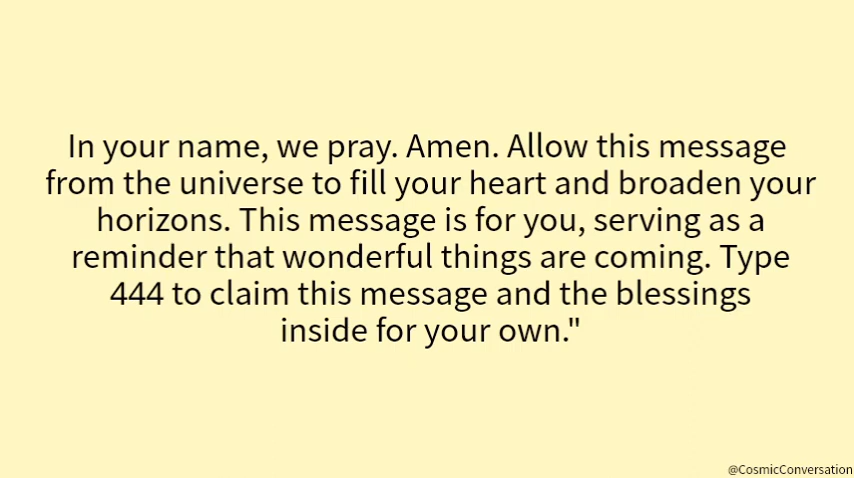 In your name, we pray. Amen. Allow this message
from the universe to fill your heart and broaden your
horizons. This message is for you, serving as a
reminder that wonderful things are coming. Type
444 to claim this message and the blessings
inside for your own."
@CosmicConversation